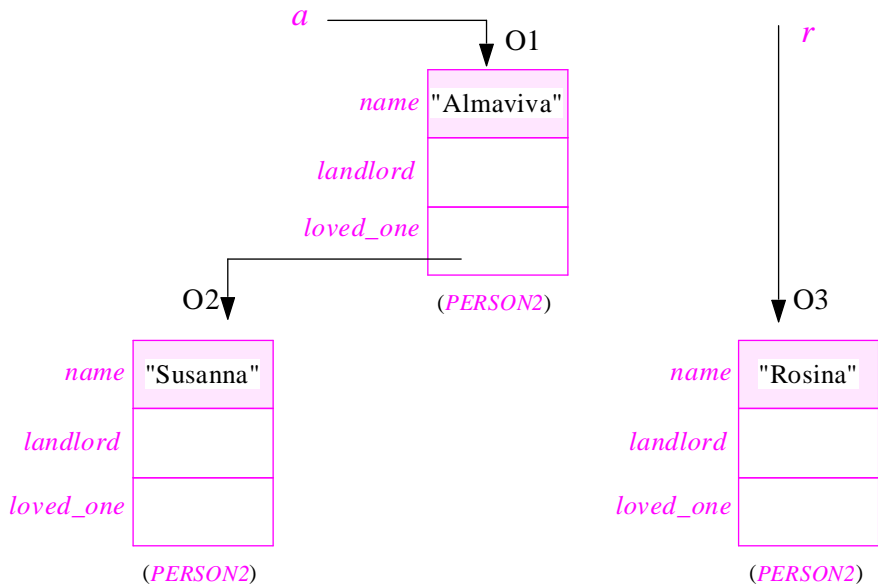 a
O1
r
name "Almaviva"
landlord
loved_one
(PERSON2)
O2
O3
name "Susanna"
landlord
loved_one
(PERSON2)
name "Rosina"
landlord
loved_one
(PERSON2)